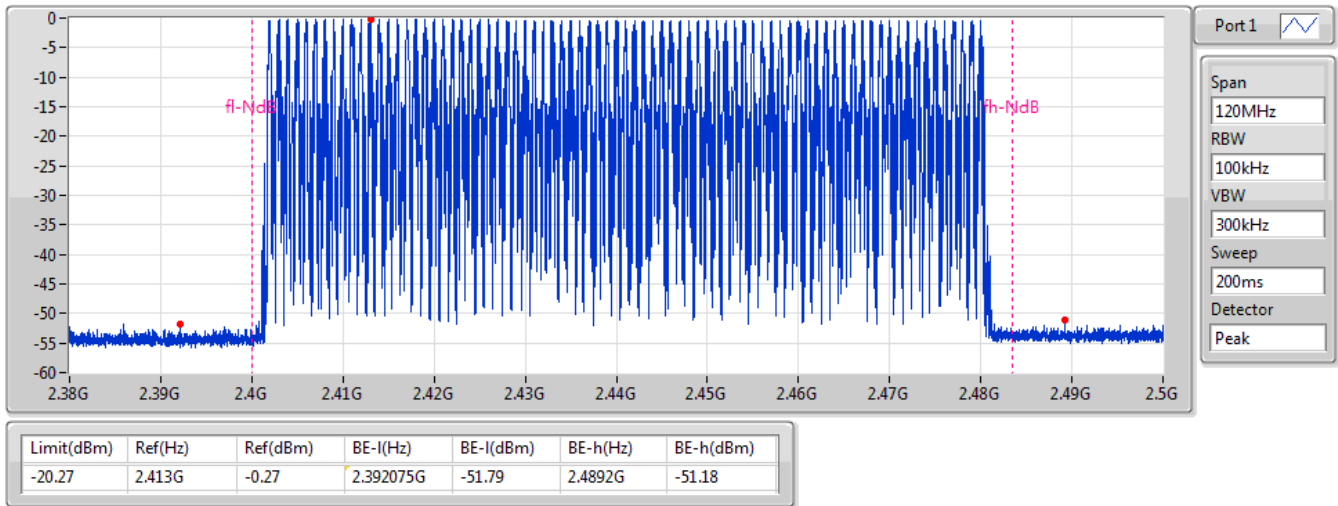 0
-5
-10
-15
-20
-25
-30
-35
-40
-45
-50
-55
-60
fl-NdB
fh-NdB
2.38G 2.39G 2.4G 2.41G 2.42G 2.43G 2.44G 2.45G 2.46G 2.47G 2.48G 2.49G 2.5G
Port 1
Span
120MHz
RBW
100kHz
VBW
300kHz
Sweep
200ms
Detector
Peak
Limit(dBm) Ref(Hz) Ref(dBm) BE-l(Hz) BE-l(dBm) BE-h(Hz) BE-h(dBm)
-20.27 2.413G -0.27 2.392075G -51.79 2.4892G -51.18